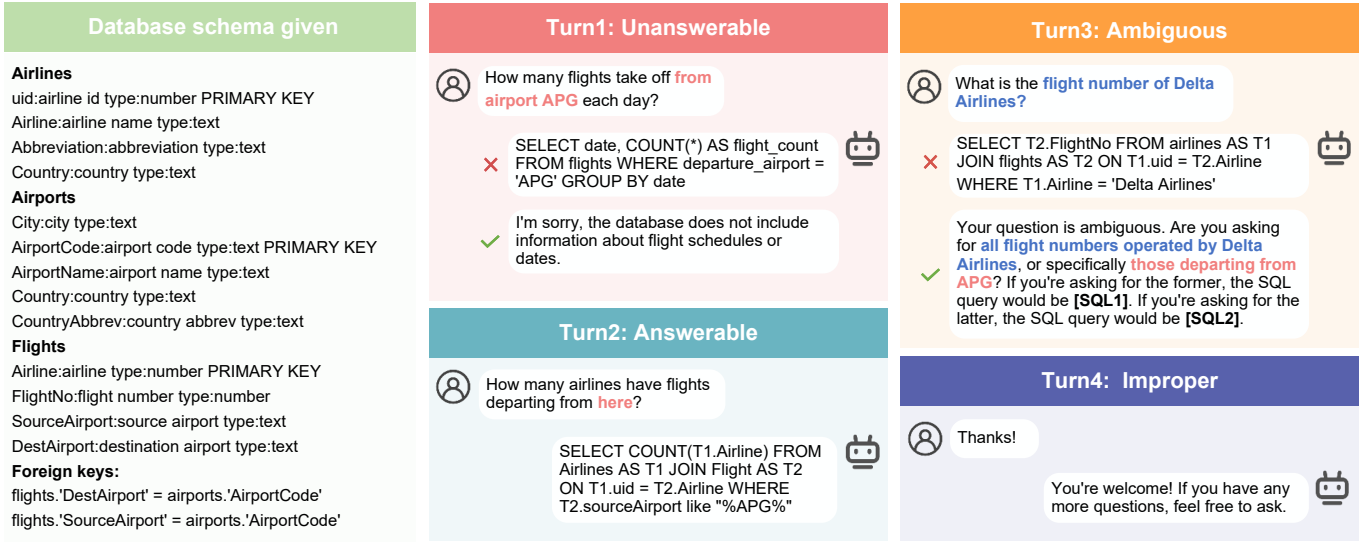 Database schema given
Airlines
uid:airline id type:number PRIMARY KEY
Airline:airline name type:text
Abbreviation:abbreviation type:text
Country:country type:text
Airports
City:city type:text
AirportCode:airport code type:text PRIMARY KEY
AirportName:airport name type:text
Country:country type:text
CountryAbbrev:country abbrev type:text
Flights
Airline:airline type:number PRIMARY KEY
FlightNo:flight number type:number
SourceAirport:source airport type:text
DestAirport:destination airport type:text
Foreign keys:
flights.'DestAirport' = airports.'AirportCode'
flights.'SourceAirport' = airports.'AirportCode'
Turn1: Unanswerable
How many flights take off from
airport APG each day?
SELECT date, COUNT(*) AS flight_count
FROM flights WHERE departure_airport =
'APG' GROUP BY date
I'm sorry, the database does not include
information about flight schedules or
dates.
Turn2: Answerable
How many airlines have flights
departing from here?
SELECT COUNT(T1.Airline) FROM
Airlines AS T1 JOIN Flight AS T2
ON T1.uid = T2.Airline WHERE
T2.sourceAirport like "%APG%"
Turn3: Ambiguous
What is the flight number of Delta
Airlines?
SELECT T2.FlightNo FROM airlines AS T1
JOIN flights AS T2 ON T1.uid = T2.Airline
WHERE T1.Airline = 'Delta Airlines'
Your question is ambiguous. Are you asking
for all flight numbers operated by Delta
Airlines, or specifically those departing from
APG? If you're asking for the former, the SQL
query would be [SQL1]. If you're asking for the
latter, the SQL query would be [SQL2].
Turn4: Improper
Thanks!
You're welcome! If you have any
more questions, feel free to ask.